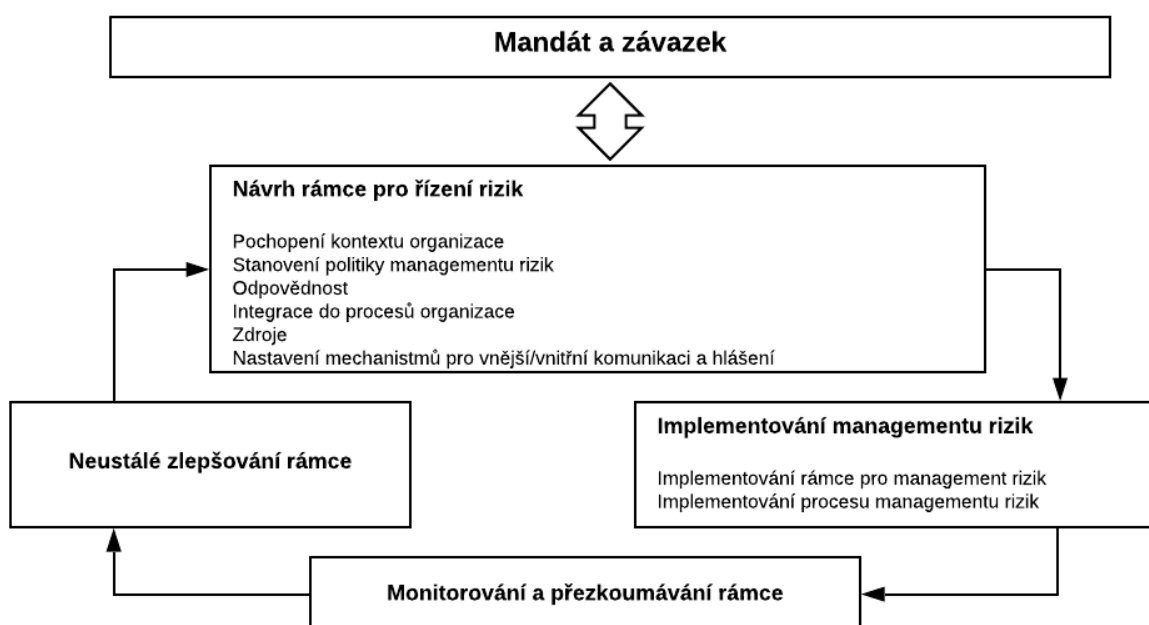 Mandát a závazek
Návrh rámce pro řízení rizik
Pochopení kontextu organizace
Stanovení politiky managementu rizik
Odpovědnost
Integrace do procesů organizace
Zdroje
Nastavení mechanistmů pro vnější/vnitřní komunikaci a hlášení
Neustálé zlepšování rámce
Implementování managementu rizik
Implementování rámce pro management rizik
Implementování procesu managementu rizik
Monitorování a přezkoumávání rámce